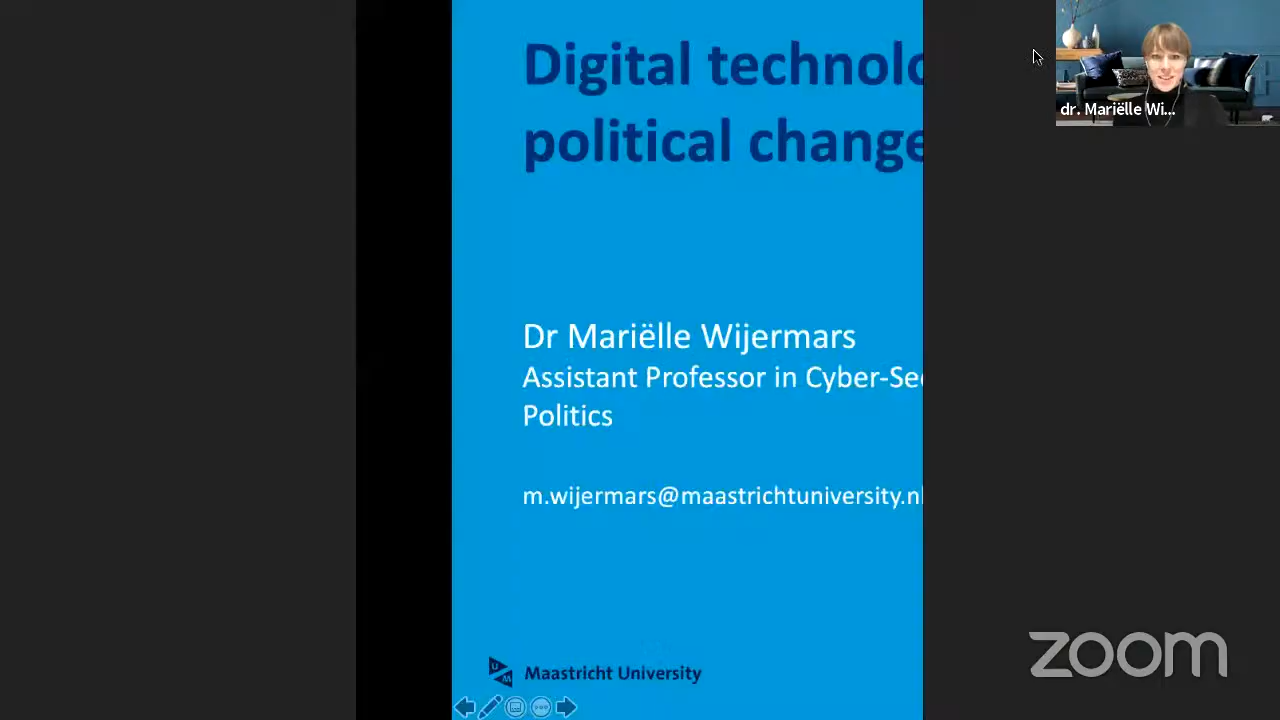 Digital technolo
political change
Dr Mariëlle Wijermars
Assistant Professor in Cyber-Sec
Politics
m.wijermars@maastrichtuniversity.nl
Maastricht University
dr. Mariëlle Wi...
zoom